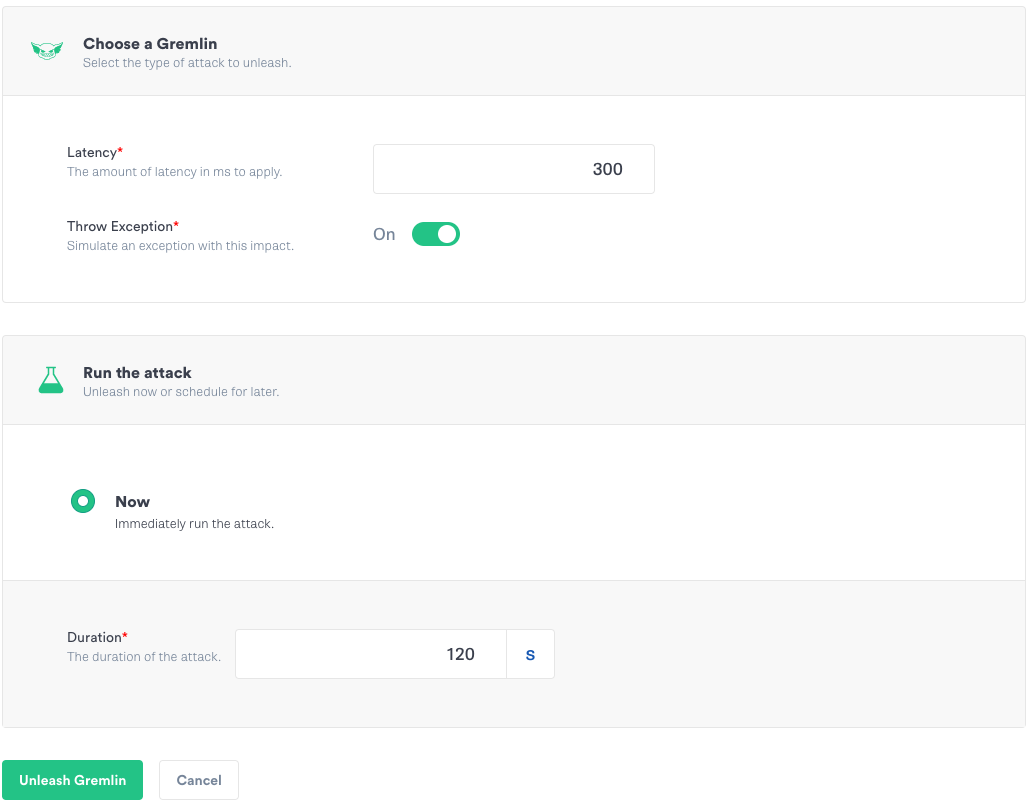 Choose a Gremlin
Select the type of attack to unleash.
Latency*
The amount of latency in ms to apply.
300
Throw Exception*
Simulate an exception with this impact.
On
Run the attack
Unleash now or schedule for later.
Now
Immediately run the attack.
Duration*
The duration of the attack.
120
S
Unleash Gremlin
Cancel